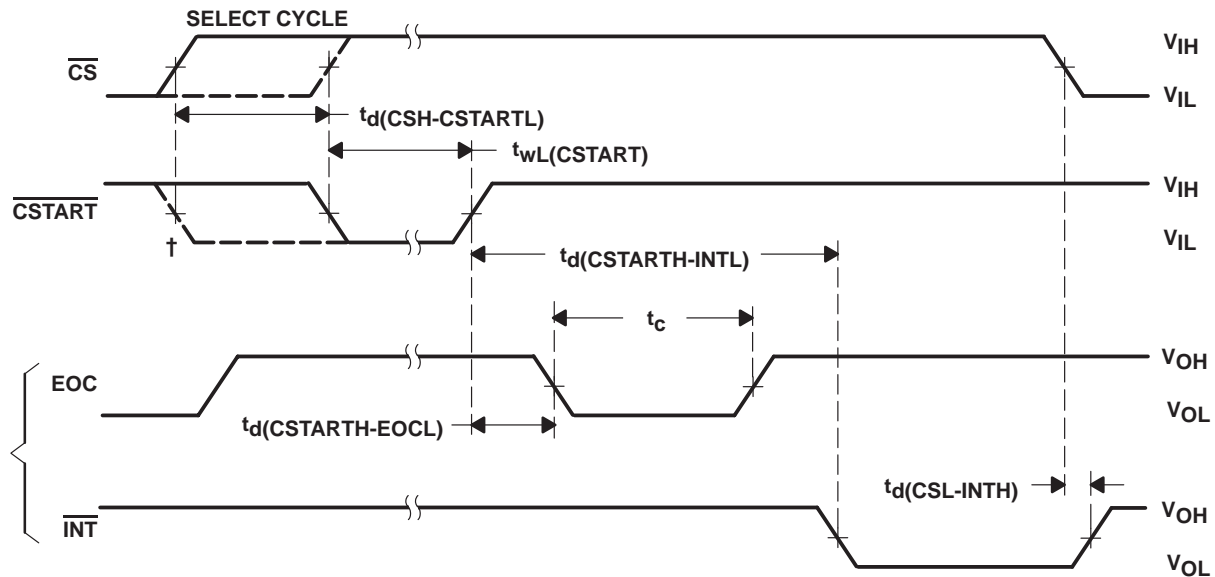 SELECT CYCLE
CS
VIH
VIL
td(CSH-CSTARTL)
twL(CSTART)
CSTART
VIH
VIL
†
td(CSTARTH-INTL)
tc
EOC
VOH
VOL
td(CSTARTH-EOCL)
td(CSL-INTH)
INT
VOH
VOL